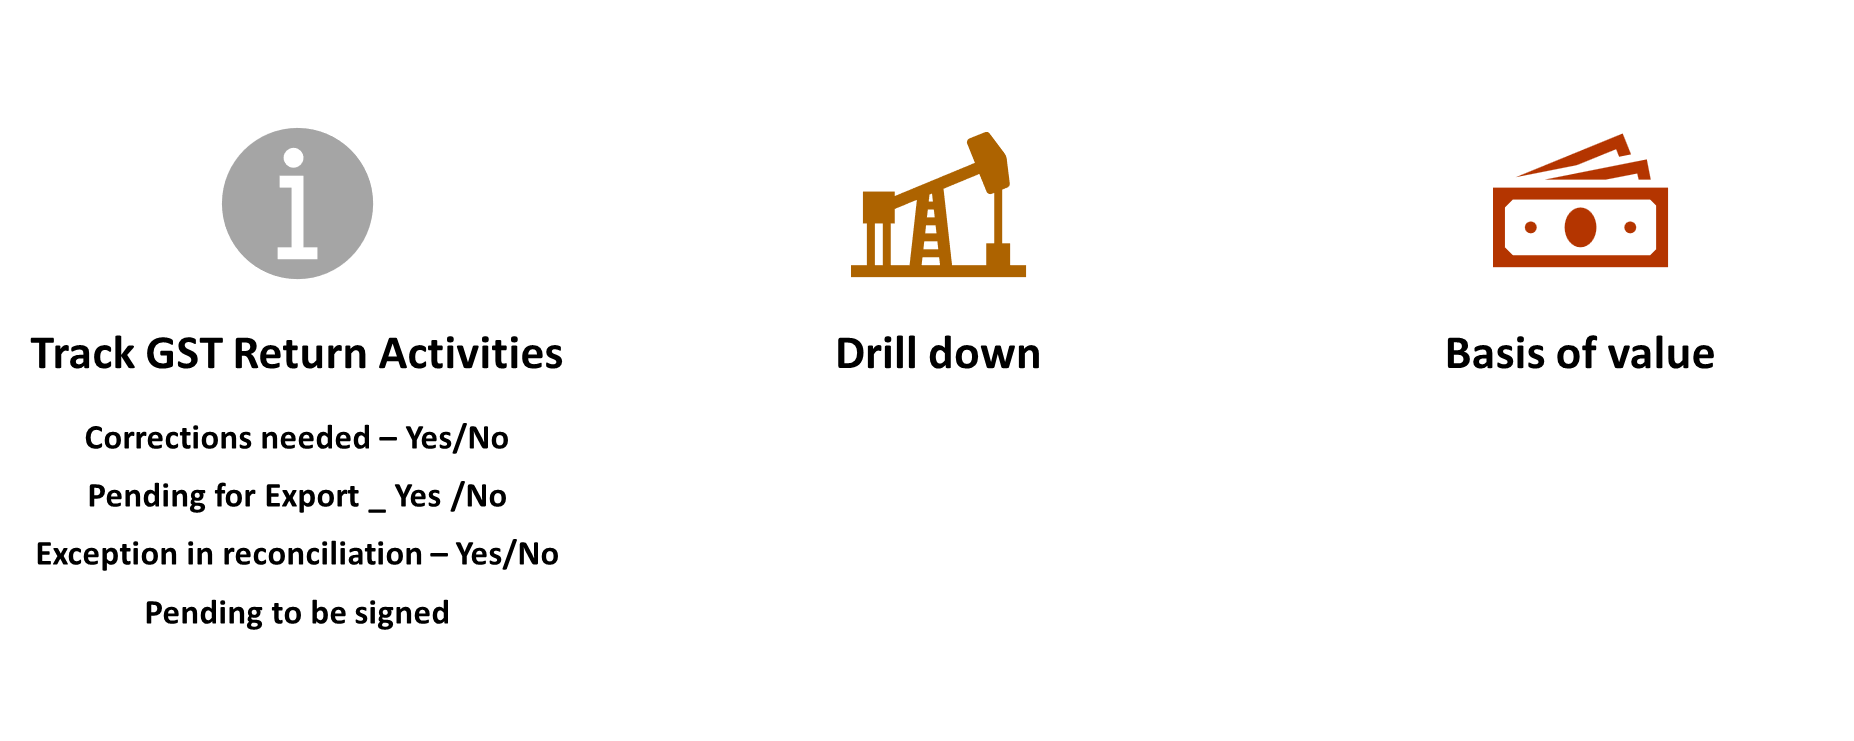 Track GST Return Activities
Corrections needed – Yes/No
Pending for Export _ Yes /No
Exception in reconciliation – Yes/No
Pending to be signed
Drill down
Basis of value